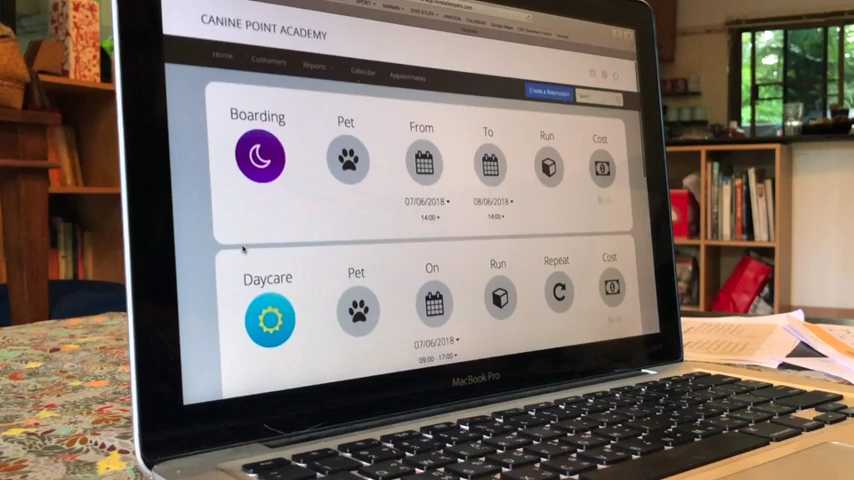 CANINE POINT ACADEMY
Home Customers Reports Calendar Appointments
Create a Reservation
Boarding Pet From To Run Cost
07/06/2018 08/06/2018
14:00 14:00
Daycare Pet On Run Repeat Cost
07/06/2018
09:00 - 17:00
MacBook Pro